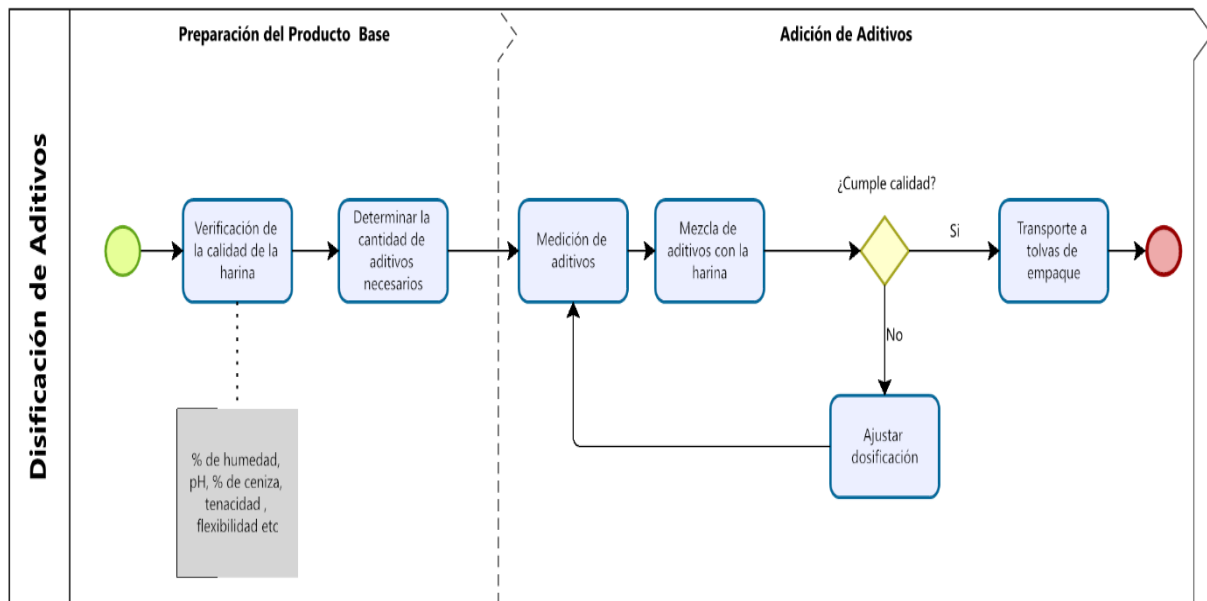 Disificación de Aditivos
Preparación del Producto Base
Adición de Aditivos
Verificación de
la calidad de la
harina
Determinar la
cantidad de
aditivos
necesarios
Medición de
aditivos
Mezcla de
aditivos con la
harina
¿Cumple calidad?
Si
Transporte a
tolvas de
empaque
No
Ajustar
dosificación
% de humedad,
pH, % de ceniza,
tenacidad ,
flexibilidad etc